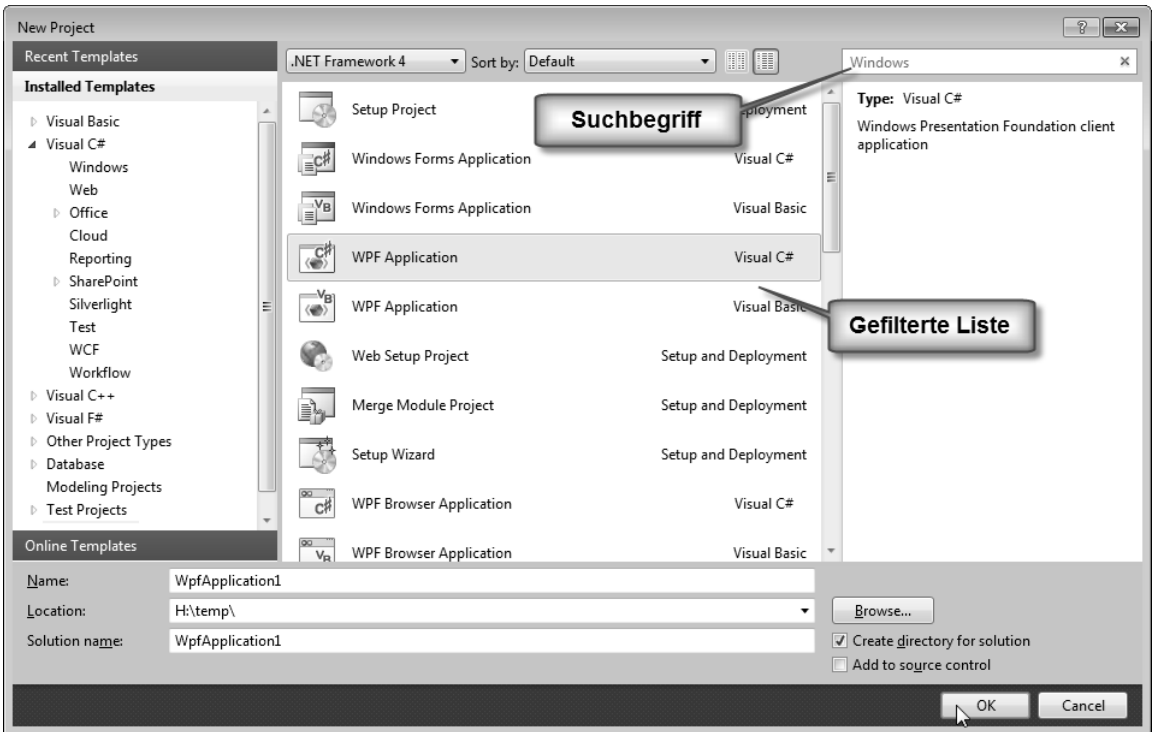 New Project
Recent Templates
Installed Templates
Visual Basic
Visual C#
Windows
Web
Office
Cloud
Reporting
SharePoint
Silverlight
Test
WCF
Workflow
Visual C++
Visual F#
Other Project Types
Database
Modeling Projects
Test Projects
Online Templates
.NET Framework 4
Sort by: Default
Windows
Suchbegriff
Setup Project
Windows Forms Application Visual C#
Windows Forms Application Visual Basic
WPF Application Visual C#
WPF Application Visual Basic
Web Setup Project Setup and Deployment
Merge Module Project Setup and Deployment
Setup Wizard Setup and Deployment
WPF Browser Application Visual C#
WPF Browser Application Visual Basic
Gefilterte Liste
Type: Visual C#
Windows Presentation Foundation client
application
Name: WpfApplication1
Location: H:\temp\
Browse...
Solution name: WpfApplication1
Create directory for solution
Add to source control
OK
Cancel